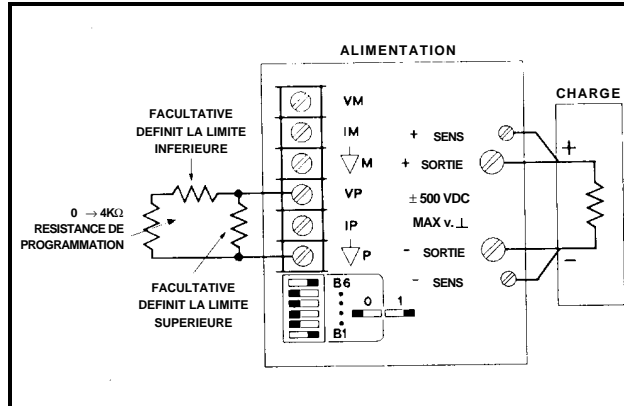 ALIMENTATION
CHARGE
FACULTATIVE
DEFINIT LA LIMITE
INFERIEURE
0 → 4KΩ
RESISTANCE DE
PROGRAMMATION
FACULTATIVE
DEFINIT LA LIMITE
SUPERIEURE
VM
IM
M
VP
IP
P
B6
B1
0 1
+ SENS
+ SORTIE
± 500 VDC
MAX v. ⊥
- SORTIE
- SENS
+
-